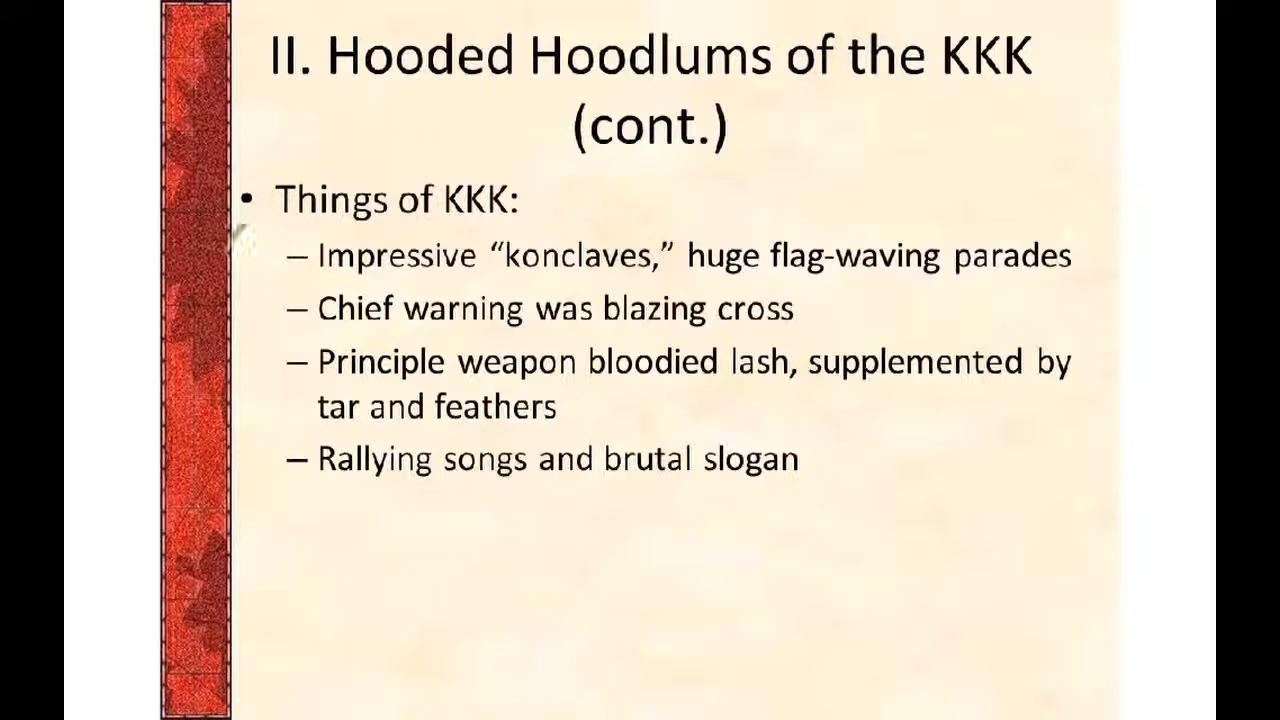 II. Hooded Hoodlums of the KKK
(cont.)
• Things of KKK:
– Impressive “konclaves,” huge flag-waving parades
– Chief warning was blazing cross
– Principle weapon bloodied lash, supplemented by
tar and feathers
– Rallying songs and brutal slogan